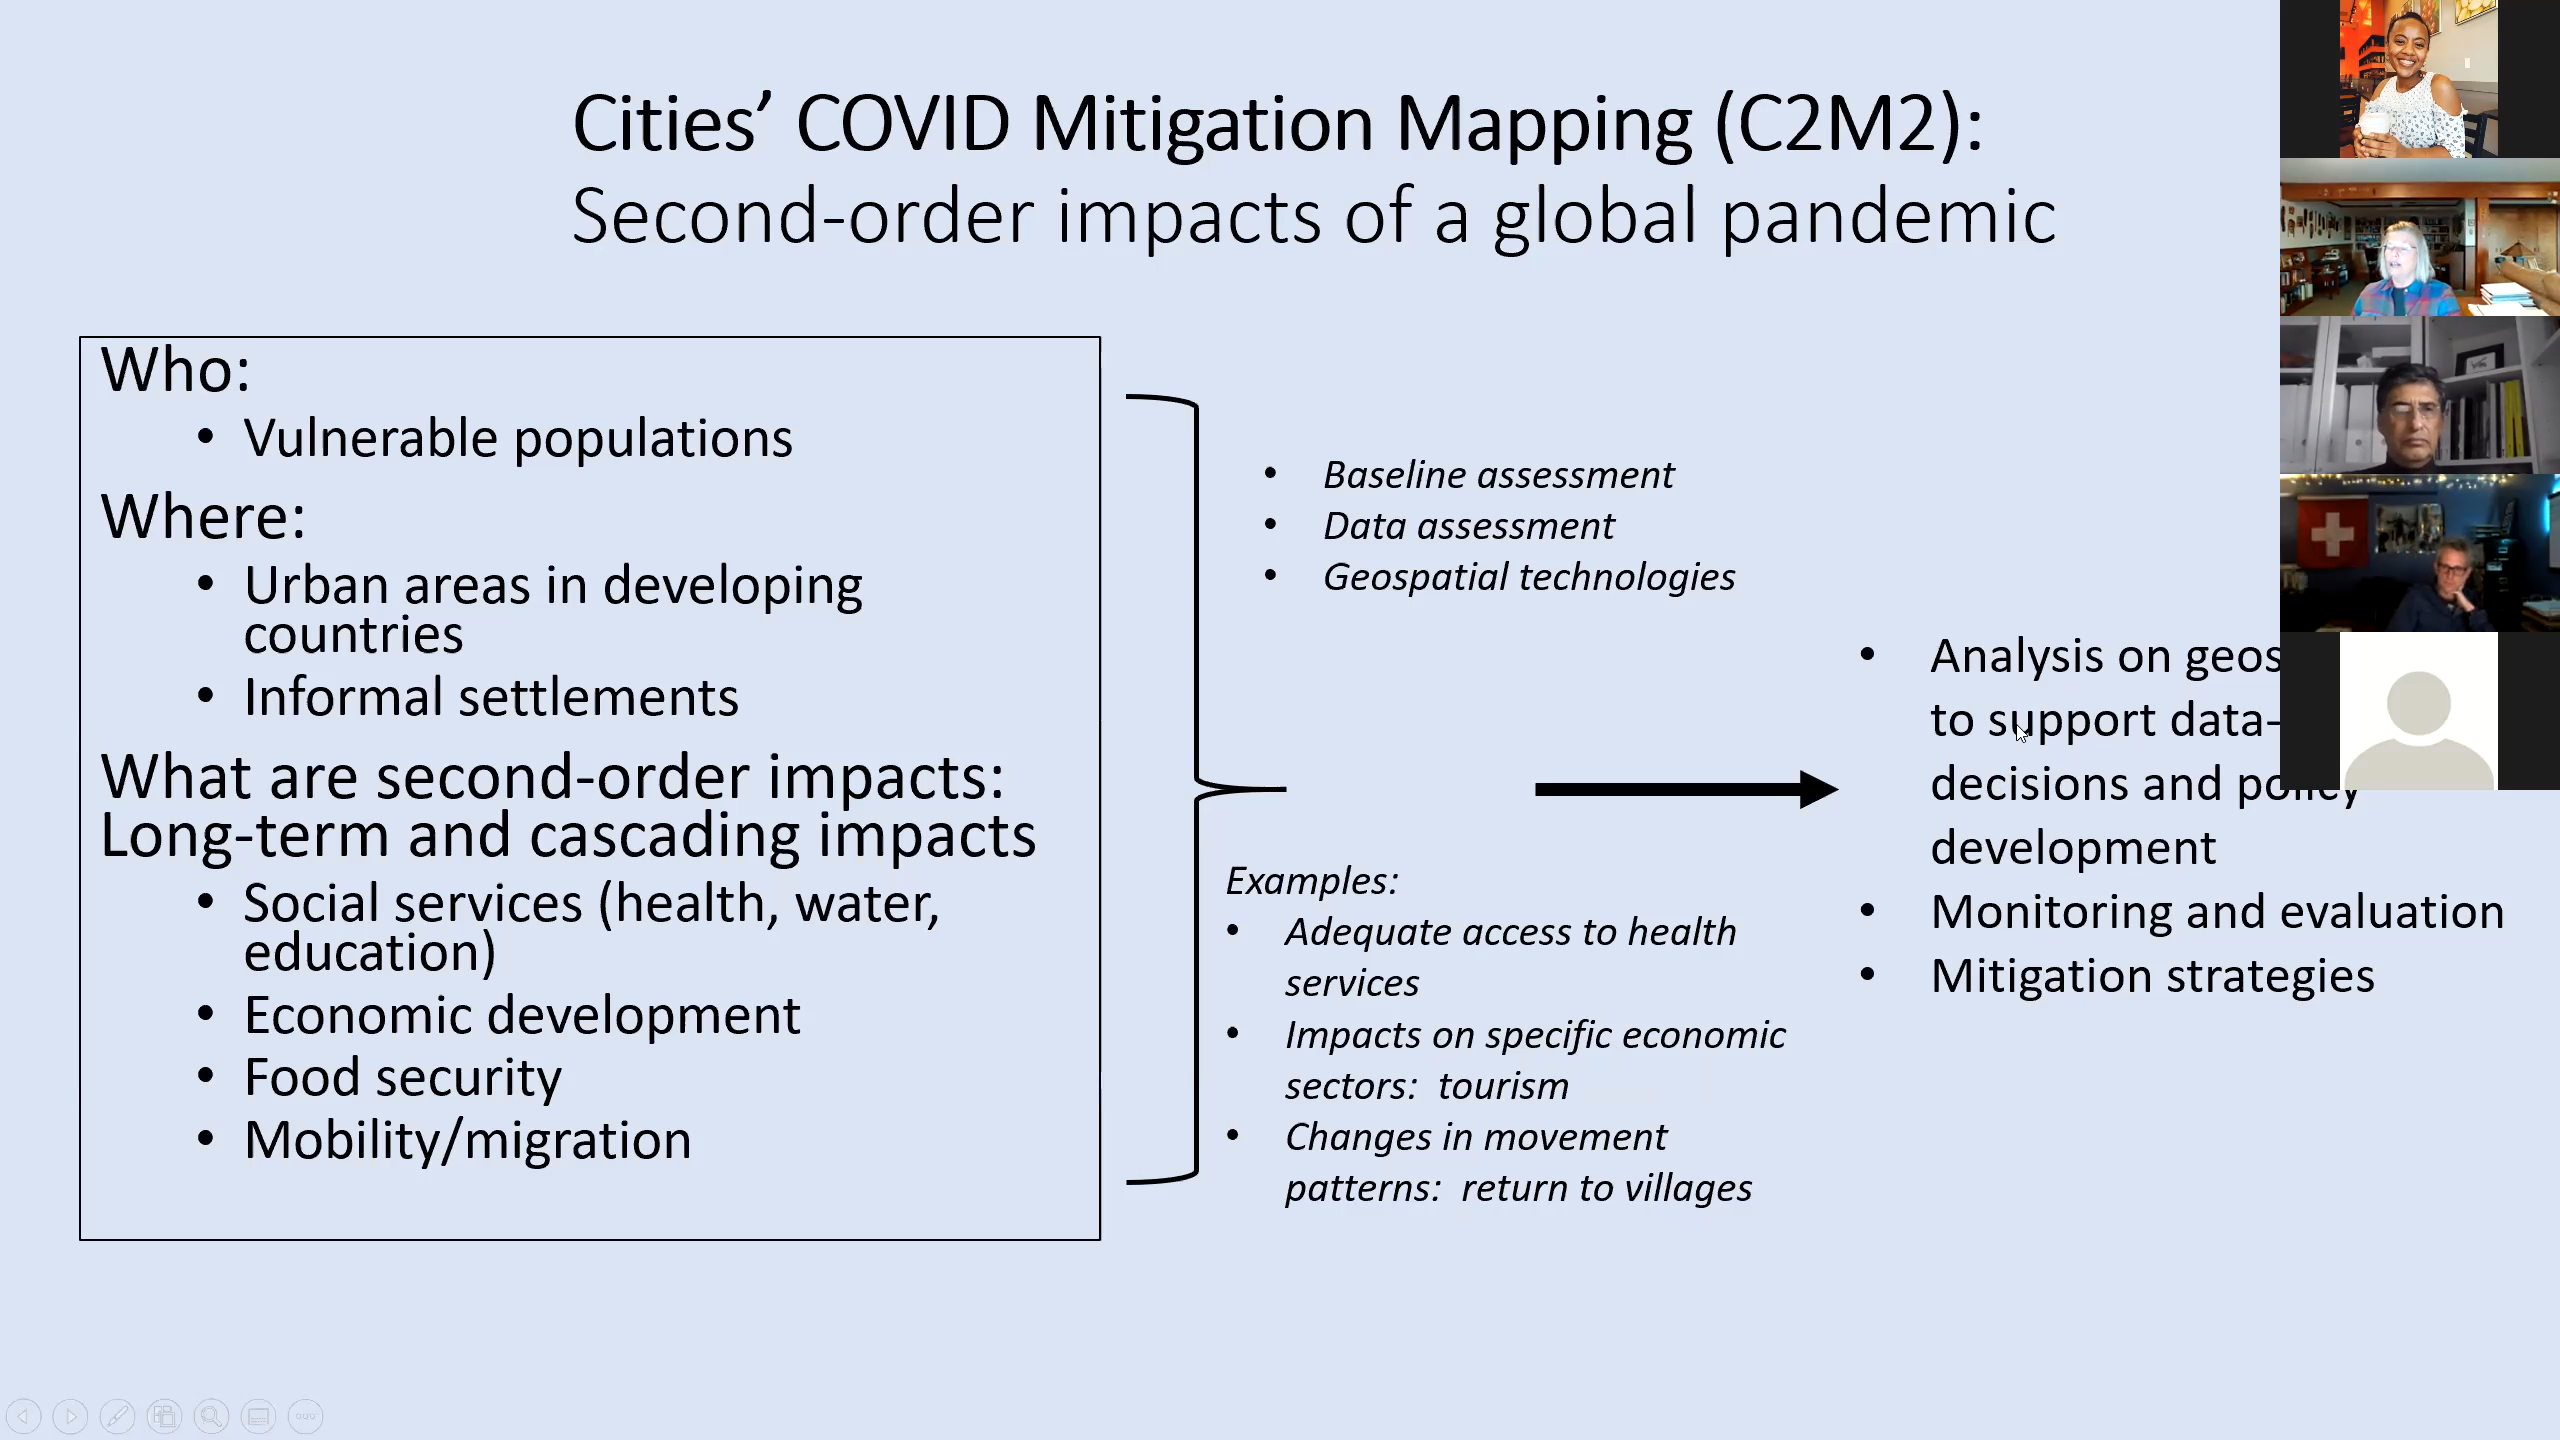 Cities’ COVID Mitigation Mapping (C2M2):
Second-order impacts of a global pandemic
Who:
• Vulnerable populations
Where:
• Urban areas in developing
countries
• Informal settlements
What are second-order impacts:
Long-term and cascading impacts
• Social services (health, water,
education)
• Economic development
• Food security
• Mobility/migration
• Baseline assessment
• Data assessment
• Geospatial technologies
Examples:
• Adequate access to health
services
• Impacts on specific economic
sectors: tourism
• Changes in movement
patterns: return to villages
• Analysis on
to support data-
decisions and policy
development
• Monitoring and evaluation
• Mitigation strategies